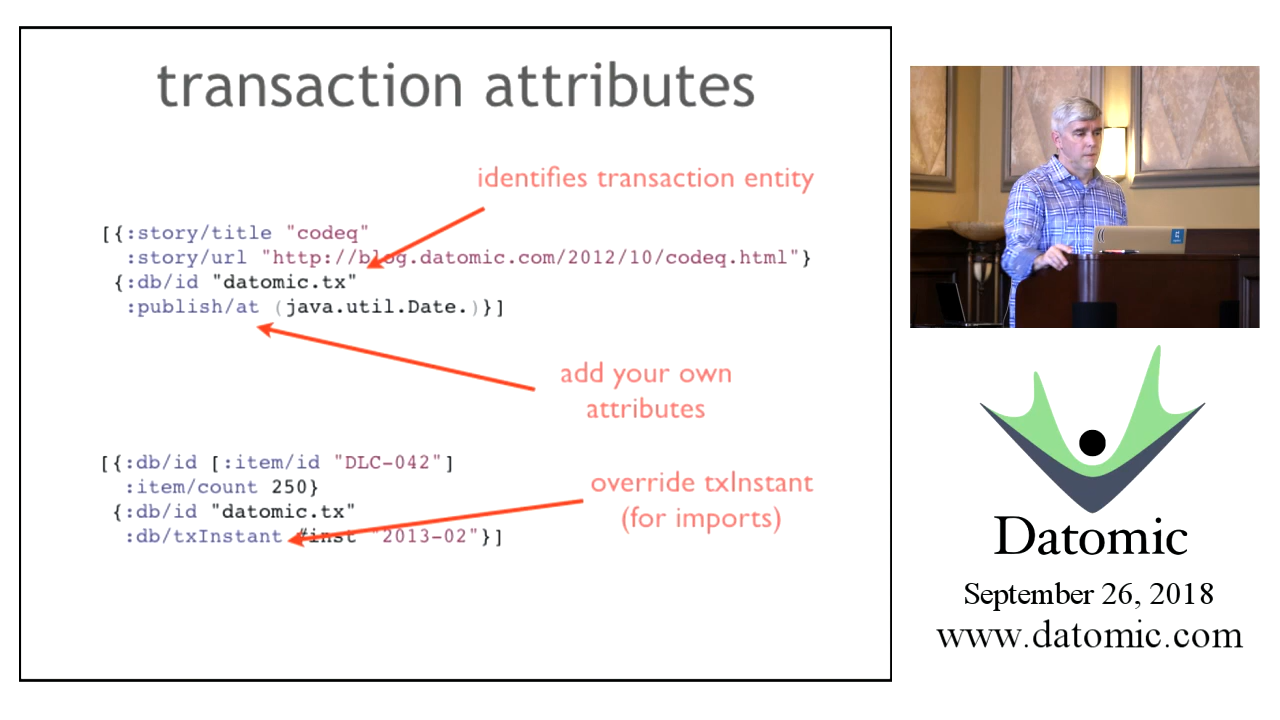 transaction attributes
identifies transaction entity
[{:story/title "codeq"
:story/url "http://blog.datomic.com/2012/10/codeq.html"}
{:db/id "datomic.tx"
:publish/at (java.util.Date.)}]
add your own
attributes
[{:db/id [:item/id "DLC-042"]
:item/count 250}
{:db/id "datomic.tx"
:db/txInstant #inst "2013-02"}]
override txInstant
(for imports)
Datomic
September 26, 2018
www.datomic.com